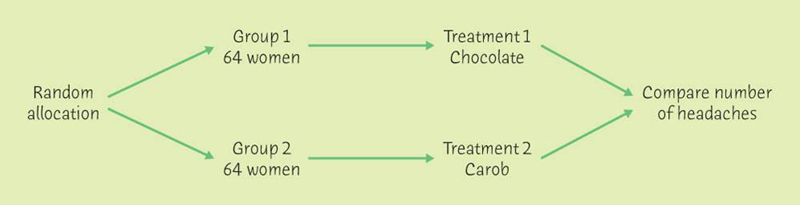 Random
allocation
Group 1
64 women
Treatment 1
Chocolate
Group 2
64 women
Treatment 2
Carob
Compare number
of headaches